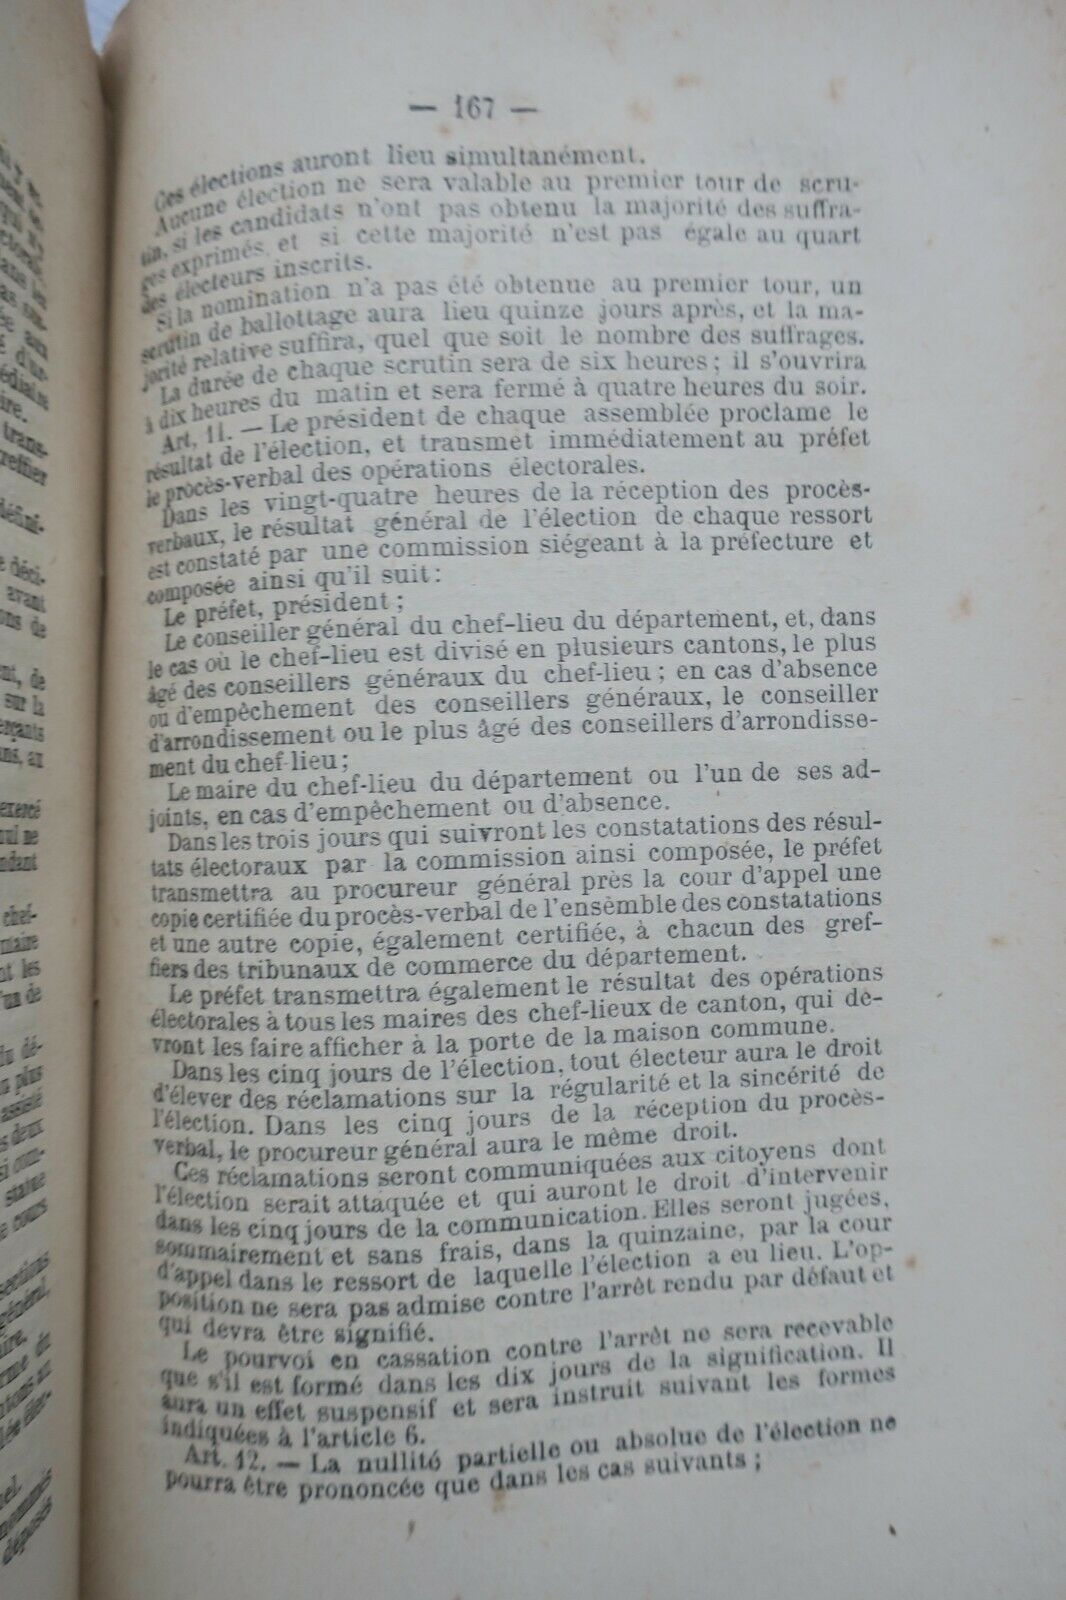 — 167 —
Ces élections auront lieu simultanément.
Aucune élection ne sera valable au premier tour de scru-
tin, si les candidats n'ont pas obtenu la majorité des suffra-
ges exprimés, et si cette majorité n'est pas égale au quart
des électeurs inscrits.
Si la nomination n'a pas été obtenue au premier tour, un
scrutin de ballottage aura lieu quinze jours après, et la ma-
jorité relative suffira, quel que soit le nombre des suffrages.
La durée de chaque scrutin sera de six heures; il s'ouvrira
à dix heures du matin et sera fermé à quatre heures du soir.
Art. 11. — Le président de chaque assemblée proclame le
résultat de l'élection, et transmet immédiatement au préfet
le procès-verbal des opérations électorales.
Dans les vingt-quatre heures de la réception des procès-
verbaux, le résultat général de l'élection de chaque ressort
est constaté par une commission siégeant à la préfecture et
composée ainsi qu'il suit:
Le préfet, président;
Le conseiller général du chef-lieu du département, et, dans
le cas où le chef-lieu est divisé en plusieurs cantons, le plus
âgé des conseillers généraux du chef-lieu; en cas d'absence
ou d'empêchement des conseillers généraux, le conseiller
d'arrondissement ou le plus âgé des conseillers d'arrondisse-
ment du chef-lieu;
Le maire du chef-lieu du département ou l'un de ses ad-
joints, en cas d'empêchement ou d'absence.
Dans les trois jours qui suivront les constatations des résul-
tats électoraux par la commission ainsi composée, le préfet
transmettra au procureur général près la cour d'appel une
copie certifiée du procès-verbal de l'ensèmble des constatations
et une autre copie, également certifiée, à chacun des gref-
fiers des tribunaux de commerce du département.
Le préfet transmettra également le résultat des opérations
électorales à tous les maires des chef-lieux de canton, qui de-
vront les faire afficher à la porte de la maison commune.
Dans les cinq jours de l'élection, tout électeur aura le droit
d'élever des réclamations sur la régularité et la sincérité de
l'élection. Dans les cinq jours de la réception du procès-
verbal, le procureur général aura le même droit.
Ces réclamations seront communiquées aux citoyens dont
l'élection serait attaquée et qui auront le droit d'intervenir
dans les cinq jours de la communication. Elles seront jugées,
sommairement et sans frais, dans la quinzaine, par la cour
d'appel dans le ressort de laquelle l'élection a eu lieu. L'op-
position ne sera pas admise contre l'arrêt rendu par défaut et
qui devra être signifié.
Le pourvoi en cassation contre l'arrêt ne sera recevable
que s'il est formé dans les dix jours de la signification. Il
aura un effet suspensif et sera instruit suivant les formes
indiquées à l'article 6.
Art. 12. — La nullité partielle ou absolue de l'élection ne
pourra être prononcée que dans les cas suivants;